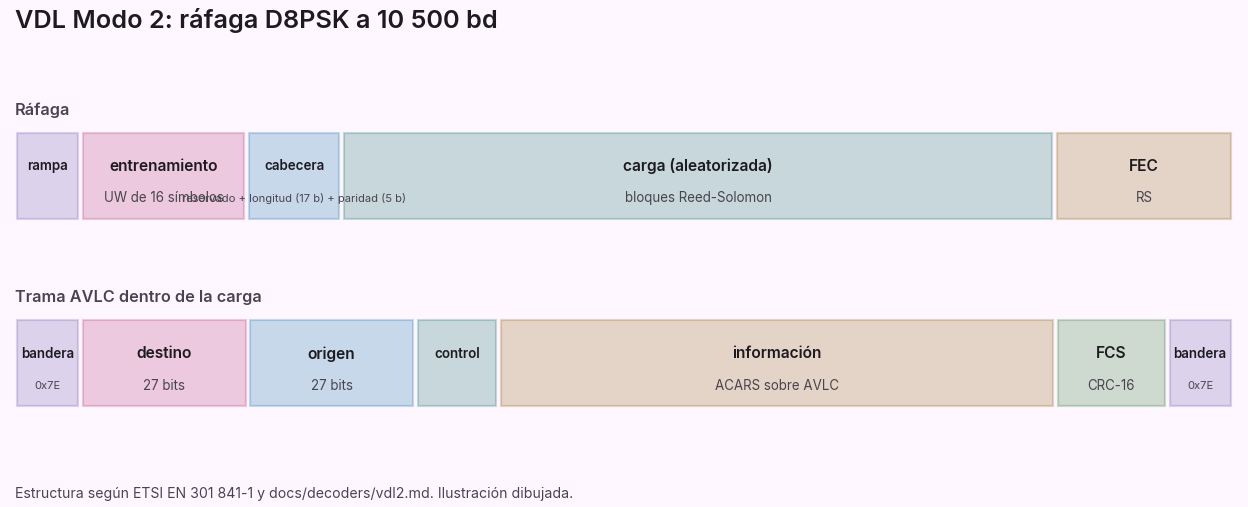 VDL Modo 2: ráfaga D8PSK a 10 500 bd
Ráfaga
rampa
entrenamiento
UW de 16 símbolos
cabecera
reservado + longitud (17 b) + paridad (5 b)
carga (aleatorizada)
bloques Reed-Solomon
FEC
RS
Trama AVLC dentro de la carga
bandera
0x7E
destino
27 bits
origen
27 bits
control
información
ACARS sobre AVLC
FCS
CRC-16
bandera
0x7E
Estructura según ETSI EN 301 841-1 y docs/decoders/vdl2.md. Ilustración dibujada.